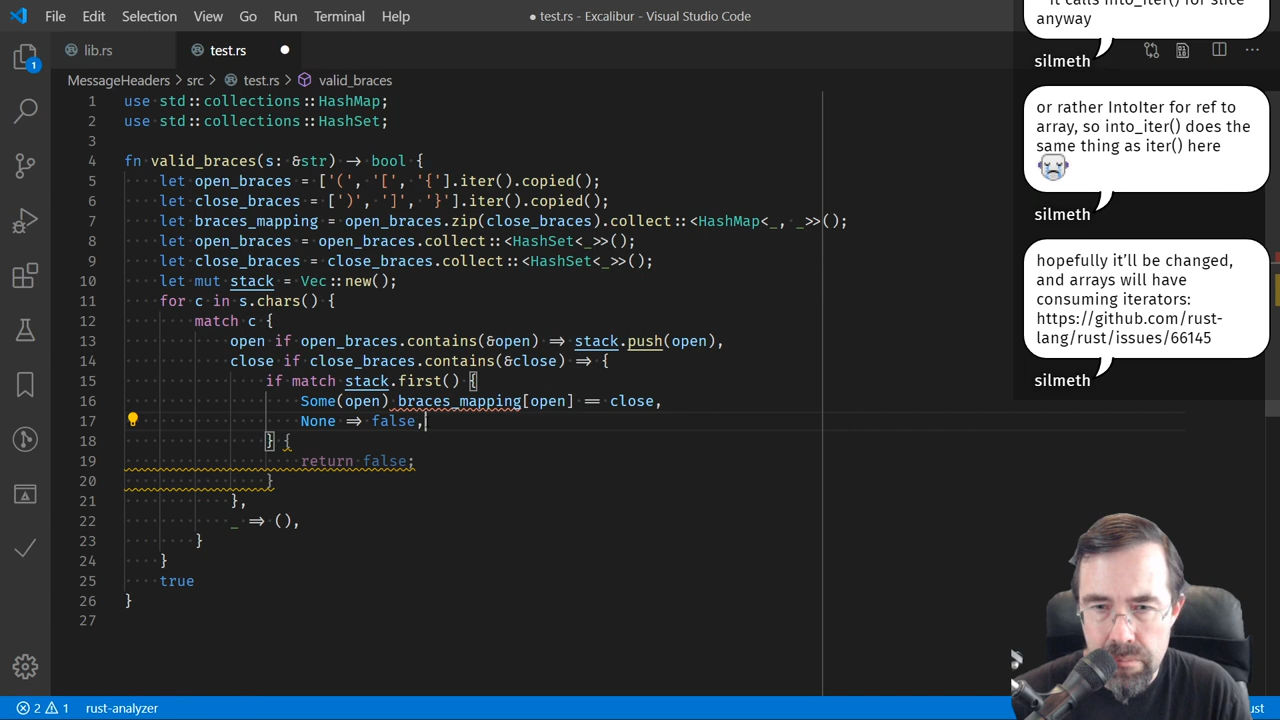 File Edit Selection View Go Run Terminal Help
● test.rs - Excalibur - Visual Studio Code
lib.rs test.rs
MessageHeaders > src > test.rs > valid_braces
1 use std::collections::HashMap;
2 use std::collections::HashSet;
3
4 fn valid_braces(s: &str) -> bool {
5 let open_braces = ['(', '[', '{'].iter().copied();
6 let close_braces = [')', ']', '}'].iter().copied();
7 let braces_mapping = open_braces.zip(close_braces).collect::<HashMap<_, _>>();
8 let open_braces = open_braces.collect::<HashSet<_>>();
9 let close_braces = close_braces.collect::<HashSet<_>>();
10 let mut stack = Vec::new();
11 for c in s.chars() {
12 match c {
13 open if open_braces.contains(&open) => stack.push(open),
14 close if close_braces.contains(&close) => {
15 if match stack.first() {
16 Some(open) braces_mapping[open] == close,
17 None => false,
18 } {
19 return false;
20 }
21 },
22 _ => (),
23 }
24 }
25 true
26 }
27
anyway
silmeth
or rather IntoIter for ref to
array, so into_iter() does the
same thing as iter() here
silmeth
hopefully it’ll be changed,
and arrays will have
consuming iterators:
https://github.com/rust-
lang/rust/issues/66145
silmeth
1
2 1 rust-analyzer